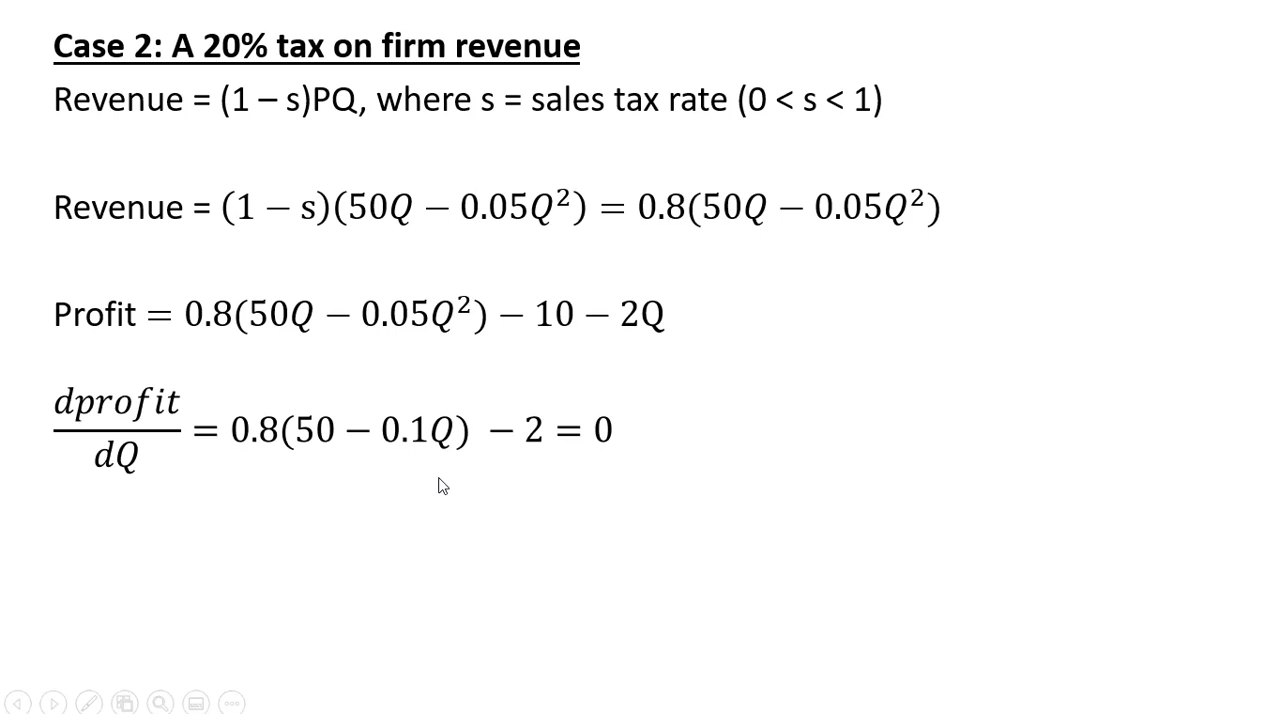 Case 2: A 20% tax on firm revenue
Revenue = (1 – s)PQ, where s = sales tax rate (0 < s < 1)
Revenue = (1 − s)(50Q − 0.05Q²) = 0.8(50Q − 0.05Q²)
Profit = 0.8(50Q − 0.05Q²) − 10 − 2Q
dprofit/dQ = 0.8(50 − 0.1Q) − 2 = 0